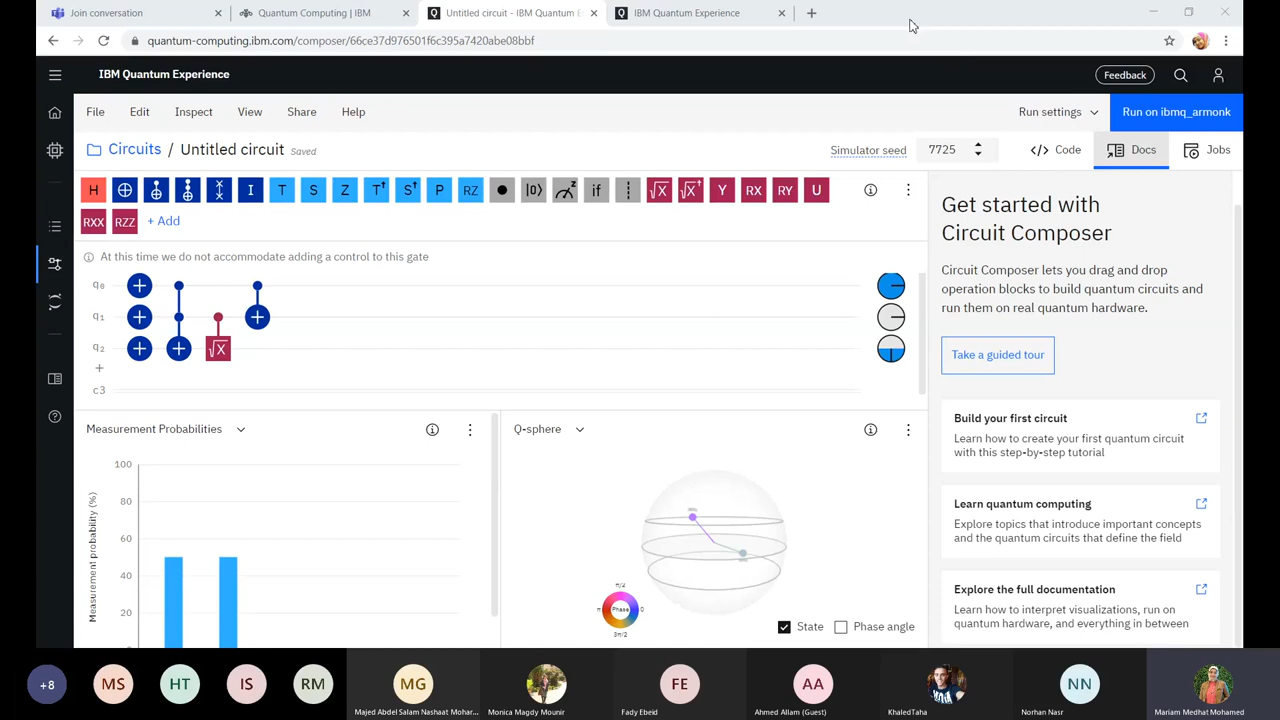 Join conversation
Quantum Computing | IBM
Untitled circuit - IBM Quantum E
IBM Quantum Experience
quantum-computing.ibm.com/composer/66ce37d976501f6c395a7420abe08bbf
IBM Quantum Experience
Feedback
File Edit Inspect View Share Help
Run settings
Run on ibmq_armonk
Circuits / Untitled circuit Saved
Simulator seed 7725
Code
Docs
Jobs
H I T S Z T† S† P RZ |0⟩ z if √X √X† Y RX RY U
RXX RZZ + Add
At this time we do not accommodate adding a control to this gate
q0
q1
q2 √X
+
c3
Measurement Probabilities
Measurement probability (%)
100
80
60
40
20
Q-sphere
π/2
π Phase 0
3π/2
State
Phase angle
Get started with
Circuit Composer
Circuit Composer lets you drag and drop
operation blocks to build quantum circuits and
run them on real quantum hardware.
Take a guided tour
Build your first circuit
Learn how to create your first quantum circuit
with this step-by-step tutorial
Learn quantum computing
Explore topics that introduce important concepts
and the quantum circuits that define the field
Explore the full documentation
Learn how to interpret visualizations, run on
quantum hardware, and everything in between
+8
MS
HT
IS
RM
MG
Majed Abdel Salam Nashaat Mohar...
Monica Magdy Mounir
FE
Fady Ebeid
AA
Ahmed Allam (Guest)
KhaledTaha
NN
Norhan Nasr
Mariam Medhat Mohamed